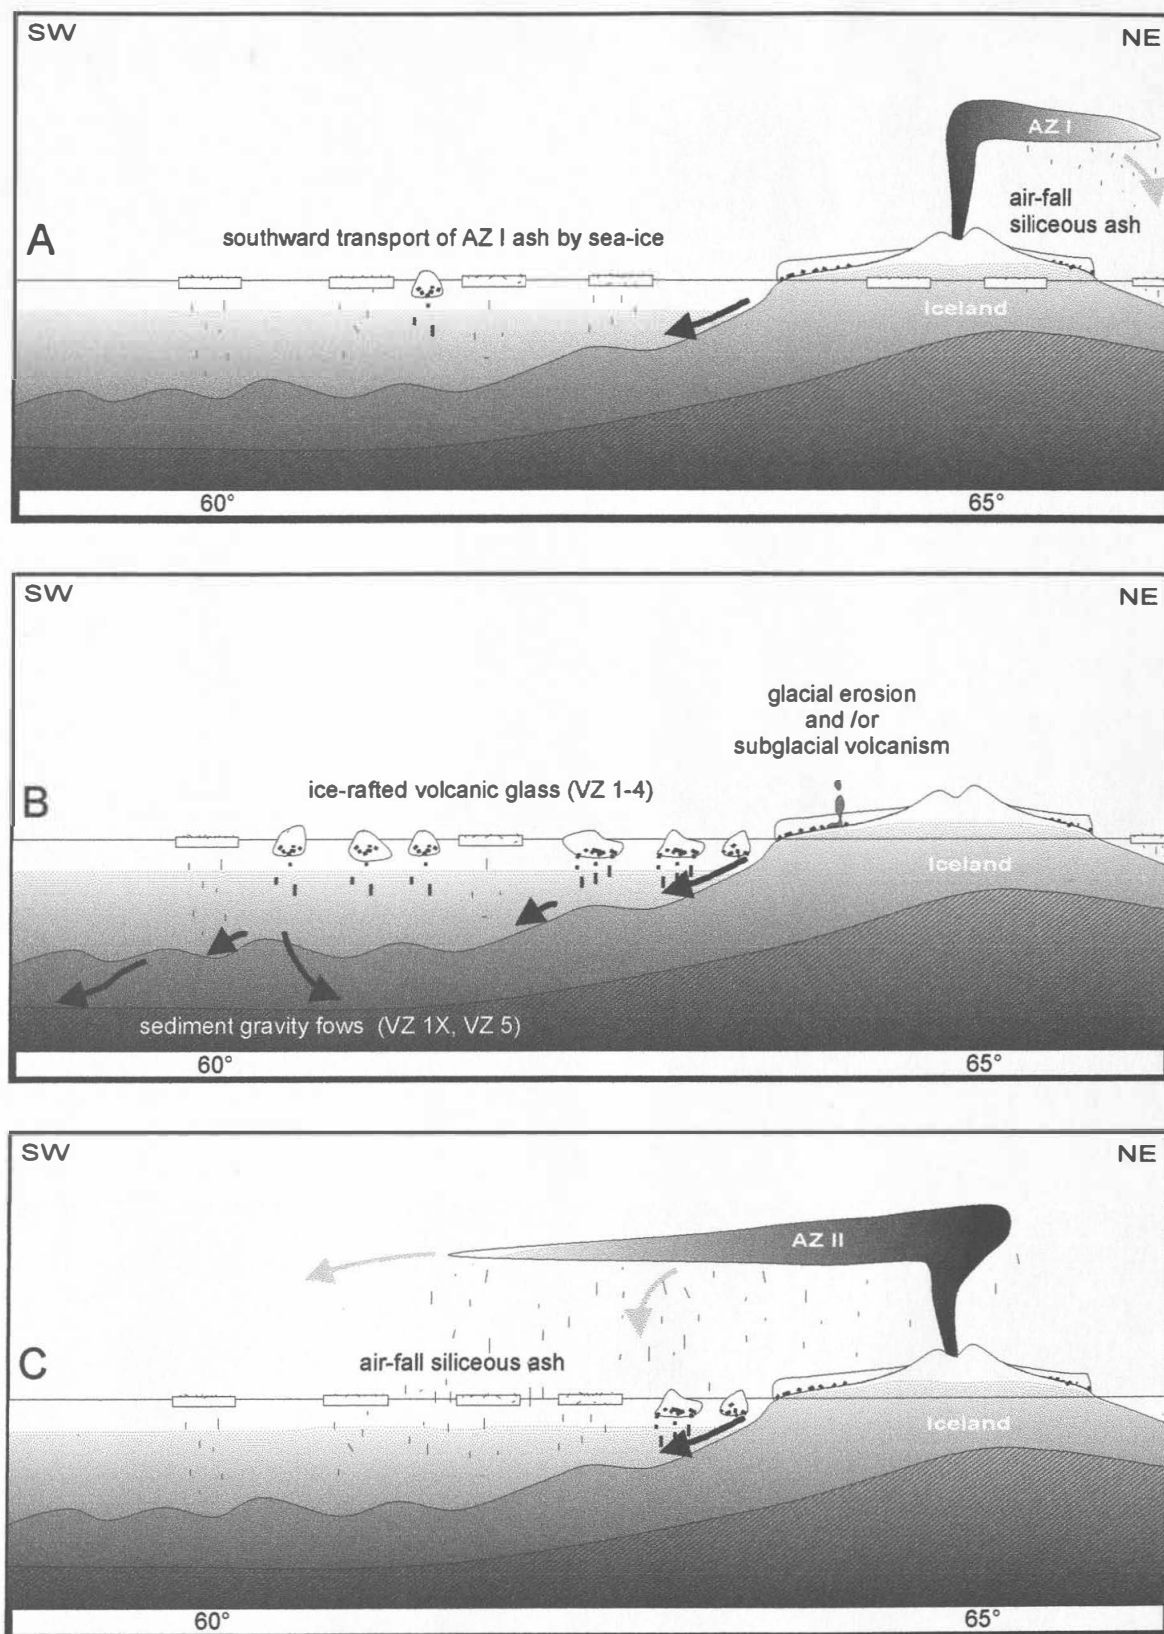 SW
NE
AZ I
air-fall
siliceous ash
A
southward transport of AZ I ash by sea-ice
Iceland
60°
65°
SW
NE
glacial erosion
and /or
subglacial volcanism
B
ice-rafted volcanic glass (VZ 1-4)
Iceland
sediment gravity fows (VZ 1X, VZ 5)
60°
65°
SW
NE
AZ II
C
air-fall siliceous ash
Iceland
60°
65°